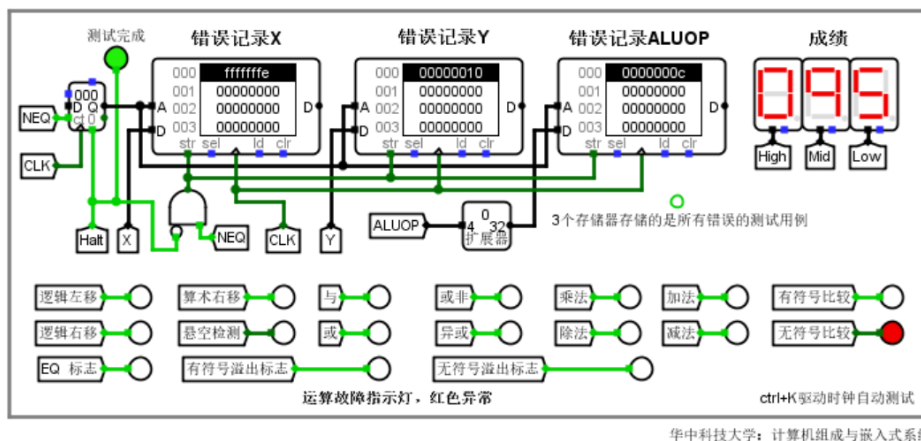 测试完成
错误记录X
错误记录Y
错误记录ALUOP
成绩
000 fffffffe
001 00000000
002 00000000
003 00000000
A
D
D
str sel ld clr
000 00000010
001 00000000
002 00000000
003 00000000
A
D
D
str sel ld clr
000 0000000c
001 00000000
002 00000000
003 00000000
A
D
D
str sel ld clr
095
High Mid Low
NEQ
000
D Q
ct 0
CLK
Halt
X
NEQ
CLK
Y
ALUOP
0
4 32
扩展器
3个存储器存储的是所有错误的测试用例
逻辑左移 算术右移 与 或非 乘法 加法 有符号比较
逻辑右移 悬空检测 或 异或 除法 减法 无符号比较
EQ 标志 有符号溢出标志 无符号溢出标志
运算故障指示灯，红色异常
ctrl+K驱动时钟自动测试
华中科技大学：计算机组成与嵌入式系